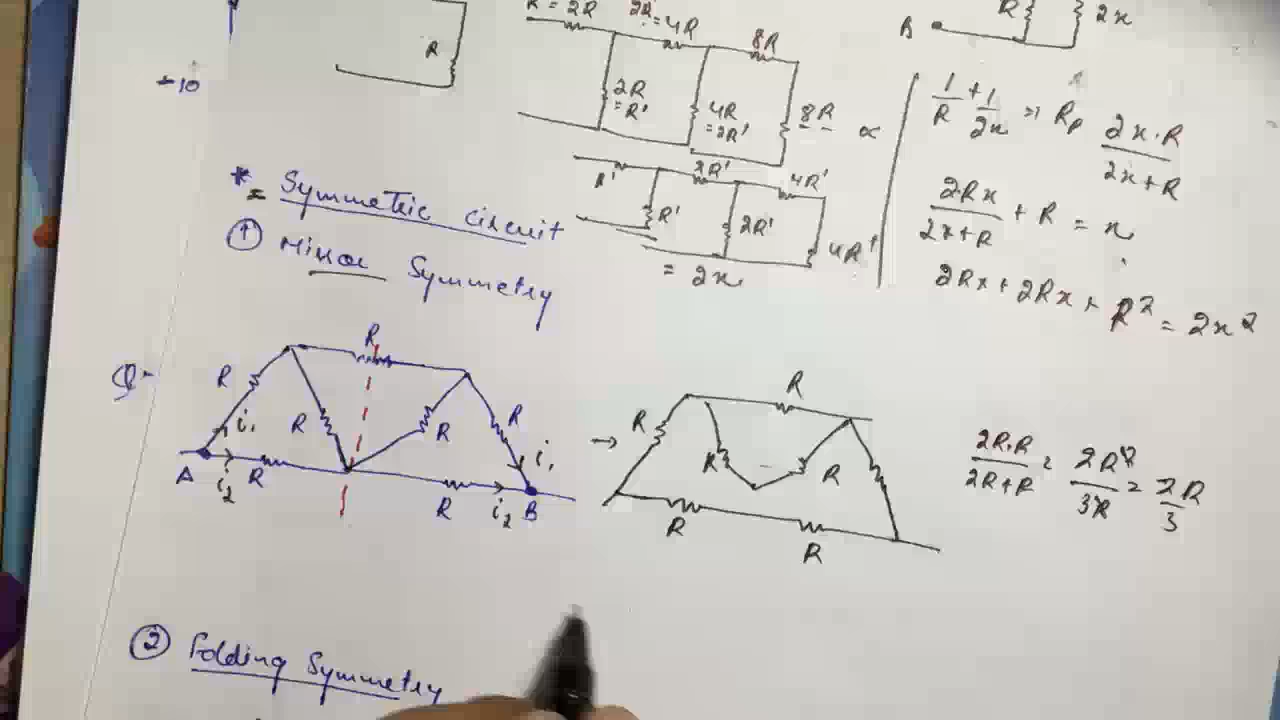 R = 2R
2R' = 4R
8R
R
2R
= R'
4R
= 2R'
8R
∝
R'
R'
2R'
2R'
4R'
4R'
= 2x
B
R
2x
1/R + 1/2x ⇒ Rp 2x·R/2x+R
2Rx/2x+R + R = x
2Rx + 2Rx + R² = 2x²
+10
* = Symmetric circuit
① Mirror Symmetry
Q-
R
R
R
R
R
A
i₁
i₂
R
R
i₁
i₂
B
→
R
R
R
R
R
R
2R·R/2R+R = 2R²/3R = 2R/3
② Folding Symmetry